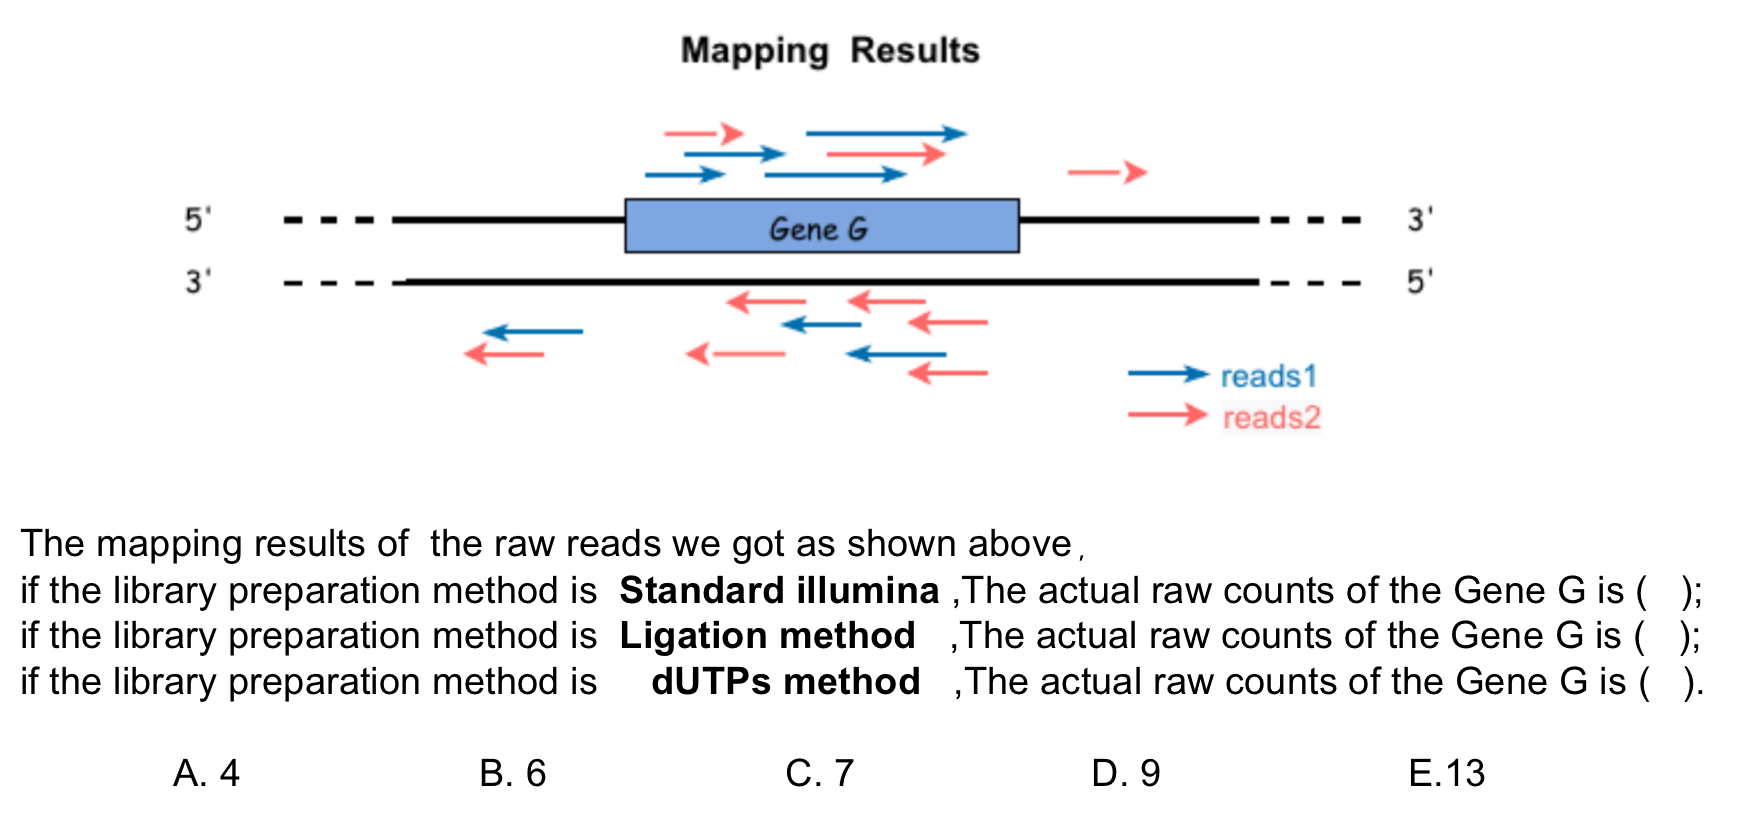 Mapping Results
5' Gene G 3'
3' 5'
reads1
reads2
The mapping results of the raw reads we got as shown above,
if the library preparation method is Standard illumina ,The actual raw counts of the Gene G is ( );
if the library preparation method is Ligation method ,The actual raw counts of the Gene G is ( );
if the library preparation method is dUTPs method ,The actual raw counts of the Gene G is ( ).
A. 4 B. 6 C. 7 D. 9 E.13